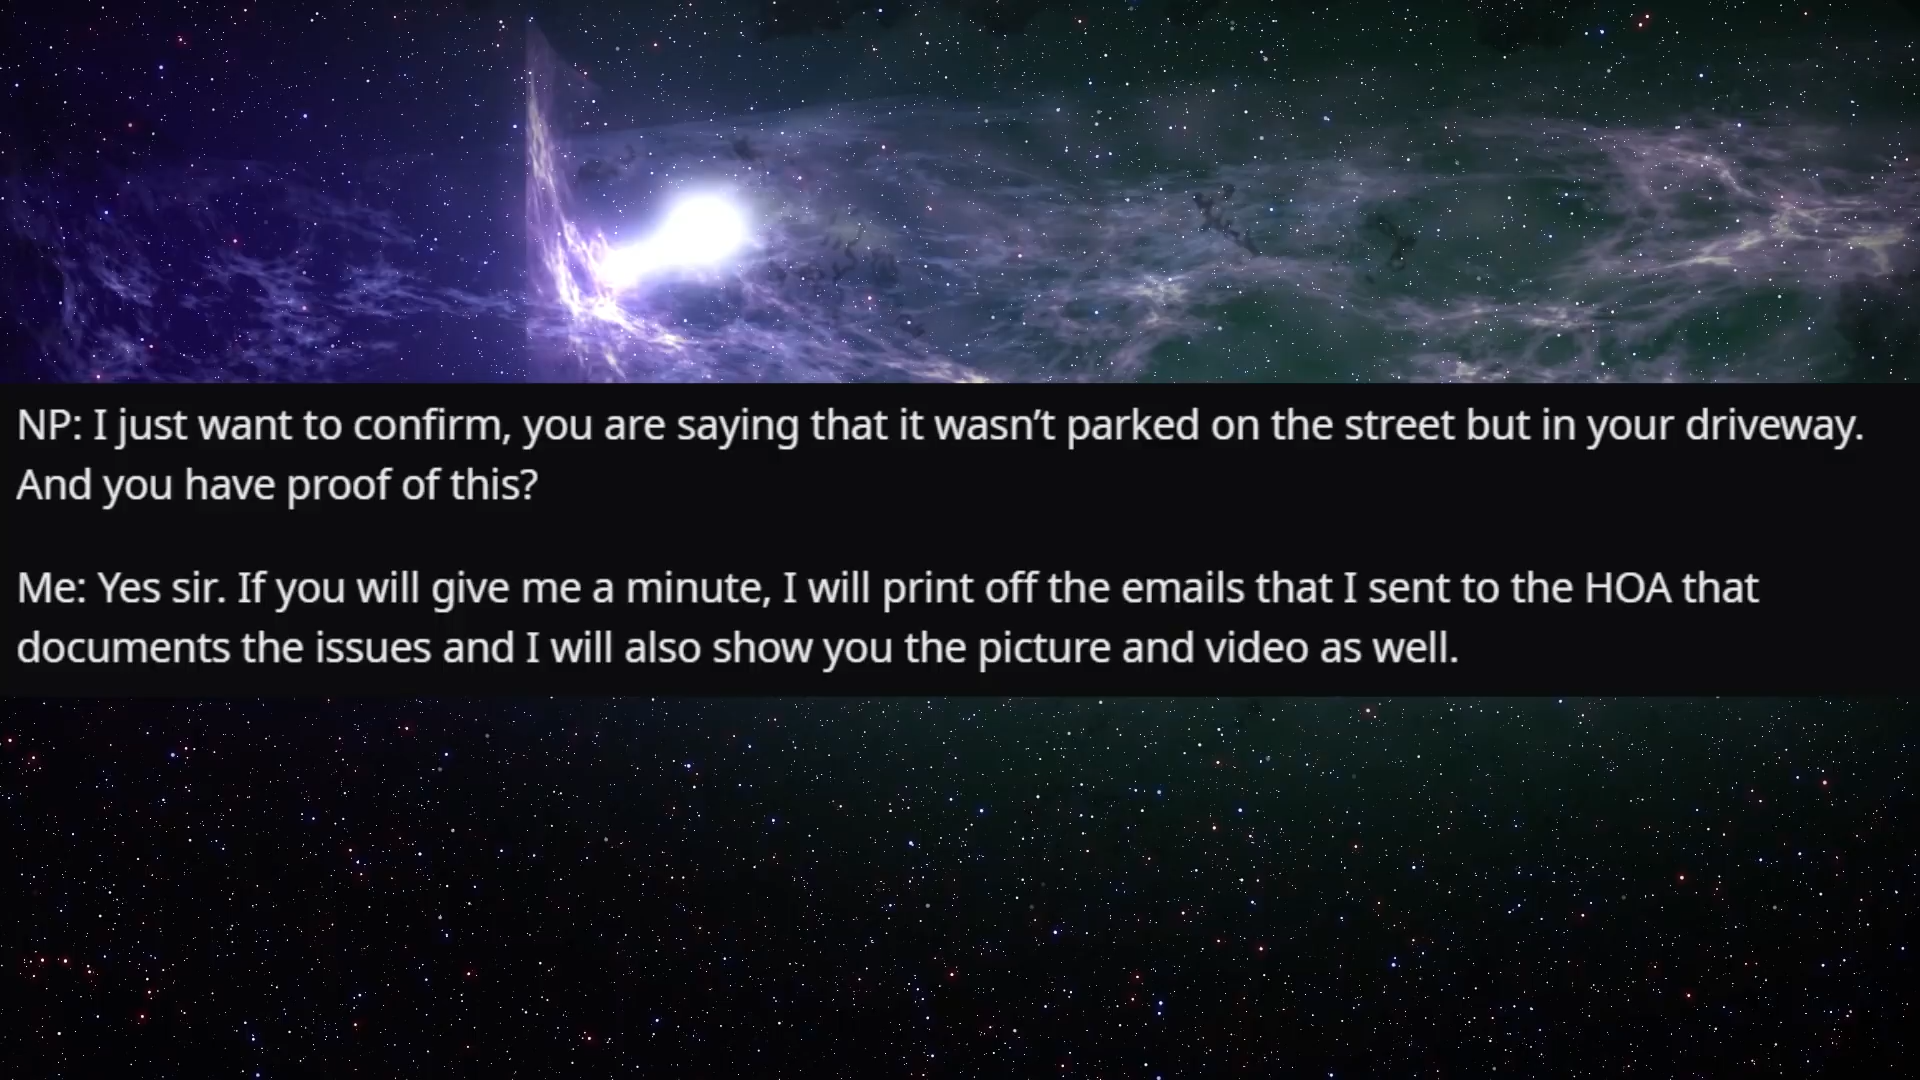 NP: I just want to confirm, you are saying that it wasn’t parked on the street but in your driveway.
And you have proof of this?
Me: Yes sir. If you will give me a minute, I will print off the emails that I sent to the HOA that
documents the issues and I will also show you the picture and video as well.